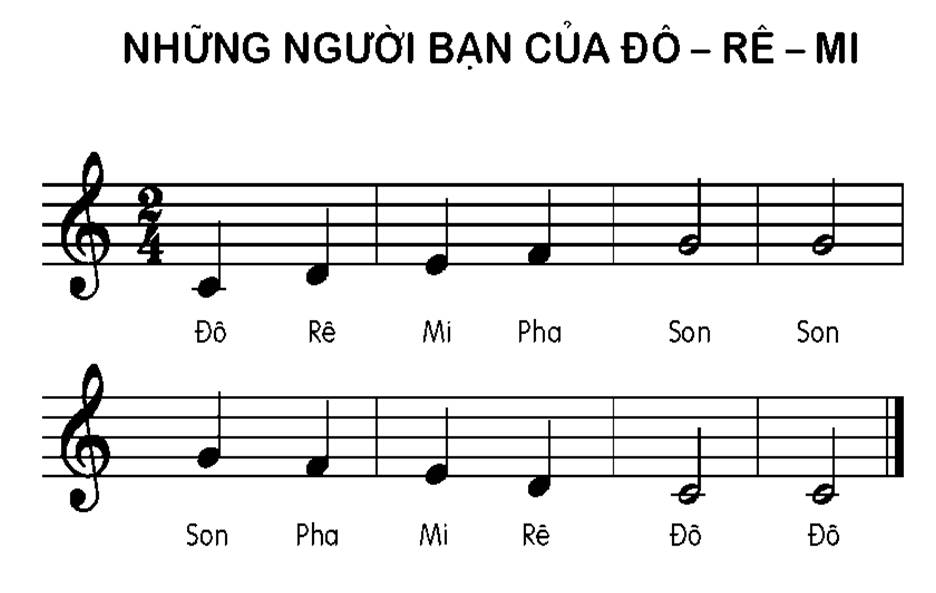 NHỮNG NGƯỜI BẠN CỦA ĐÔ – RÊ – MI
2
4
Đô Rê Mi Pha Son Son
Son Pha Mi Rê Đô Đô